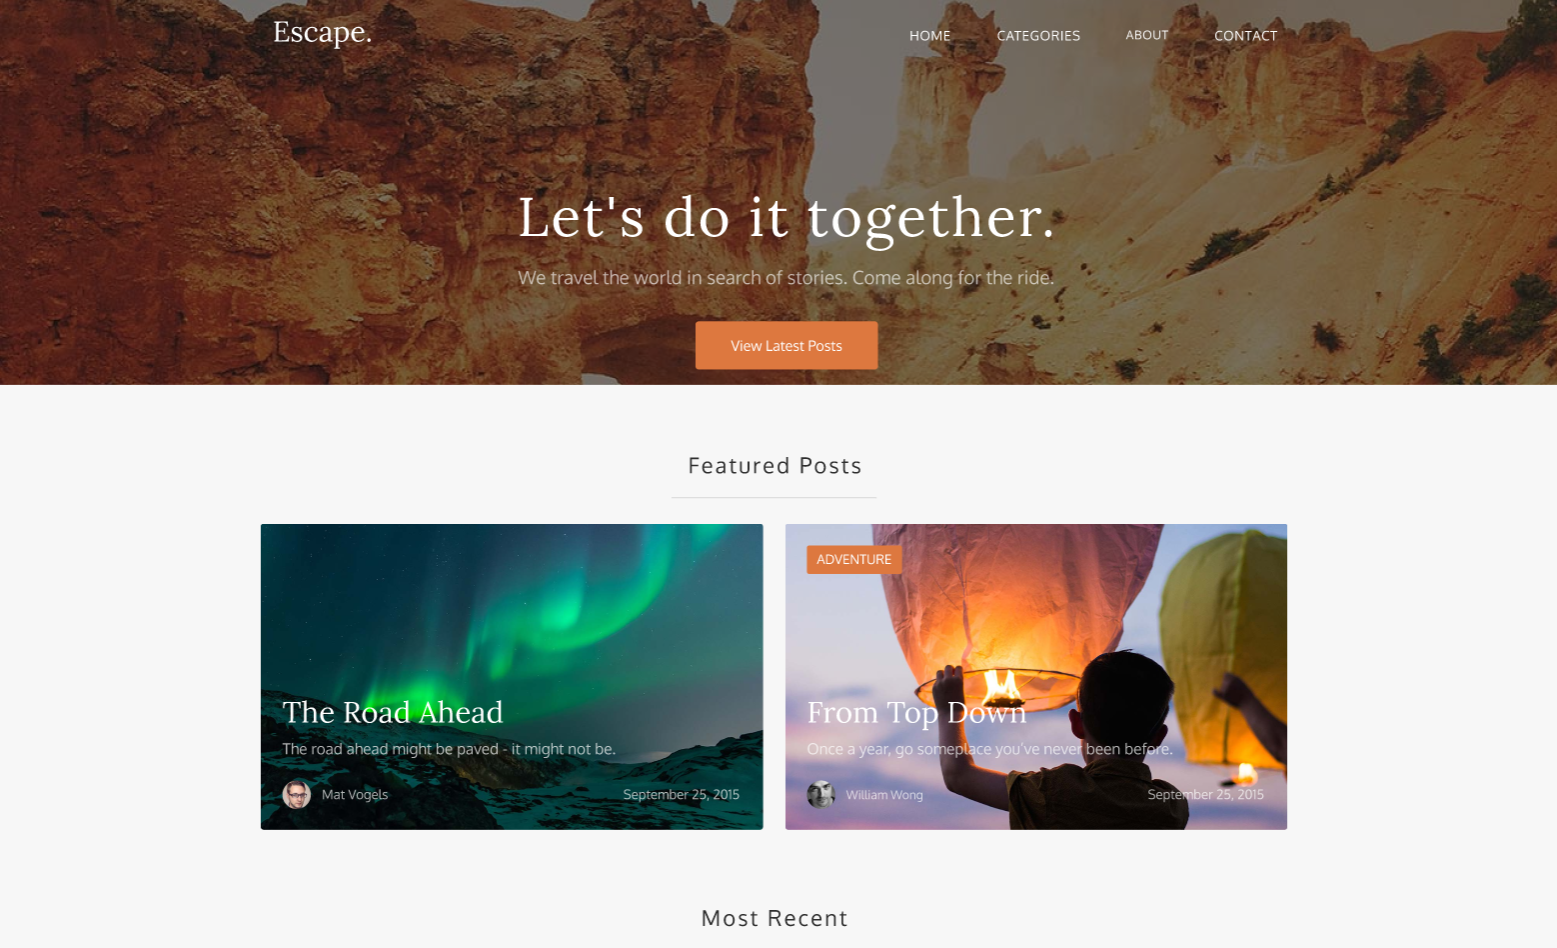 Escape.
HOME CATEGORIES ABOUT CONTACT
Let's do it together.
We travel the world in search of stories. Come along for the ride.
View Latest Posts
Featured Posts
The Road Ahead
The road ahead might be paved - it might not be.
Mat Vogels September 25, 2015
ADVENTURE
From Top Down
Once a year, go someplace you've never been before.
William Wong September 25, 2015
Most Recent